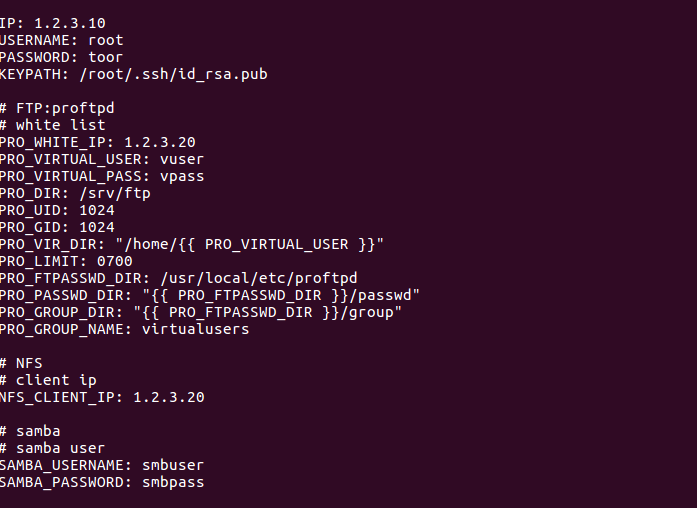 IP: 1.2.3.10
USERNAME: root
PASSWORD: toor
KEYPATH: /root/.ssh/id_rsa.pub
# FTP:proftpd
# white list
PRO_WHITE_IP: 1.2.3.20
PRO_VIRTUAL_USER: vuser
PRO_VIRTUAL_PASS: vpass
PRO_DIR: /srv/ftp
PRO_UID: 1024
PRO_GID: 1024
PRO_VIR_DIR: "/home/{{ PRO_VIRTUAL_USER }}"
PRO_LIMIT: 0700
PRO_FTPASSWD_DIR: /usr/local/etc/proftpd
PRO_PASSWD_DIR: "{{ PRO_FTPASSWD_DIR }}/passwd"
PRO_GROUP_DIR: "{{ PRO_FTPASSWD_DIR }}/group"
PRO_GROUP_NAME: virtualusers
# NFS
# client ip
NFS_CLIENT_IP: 1.2.3.20
# samba
# samba user
SAMBA_USERNAME: smbuser
SAMBA_PASSWORD: smbpass